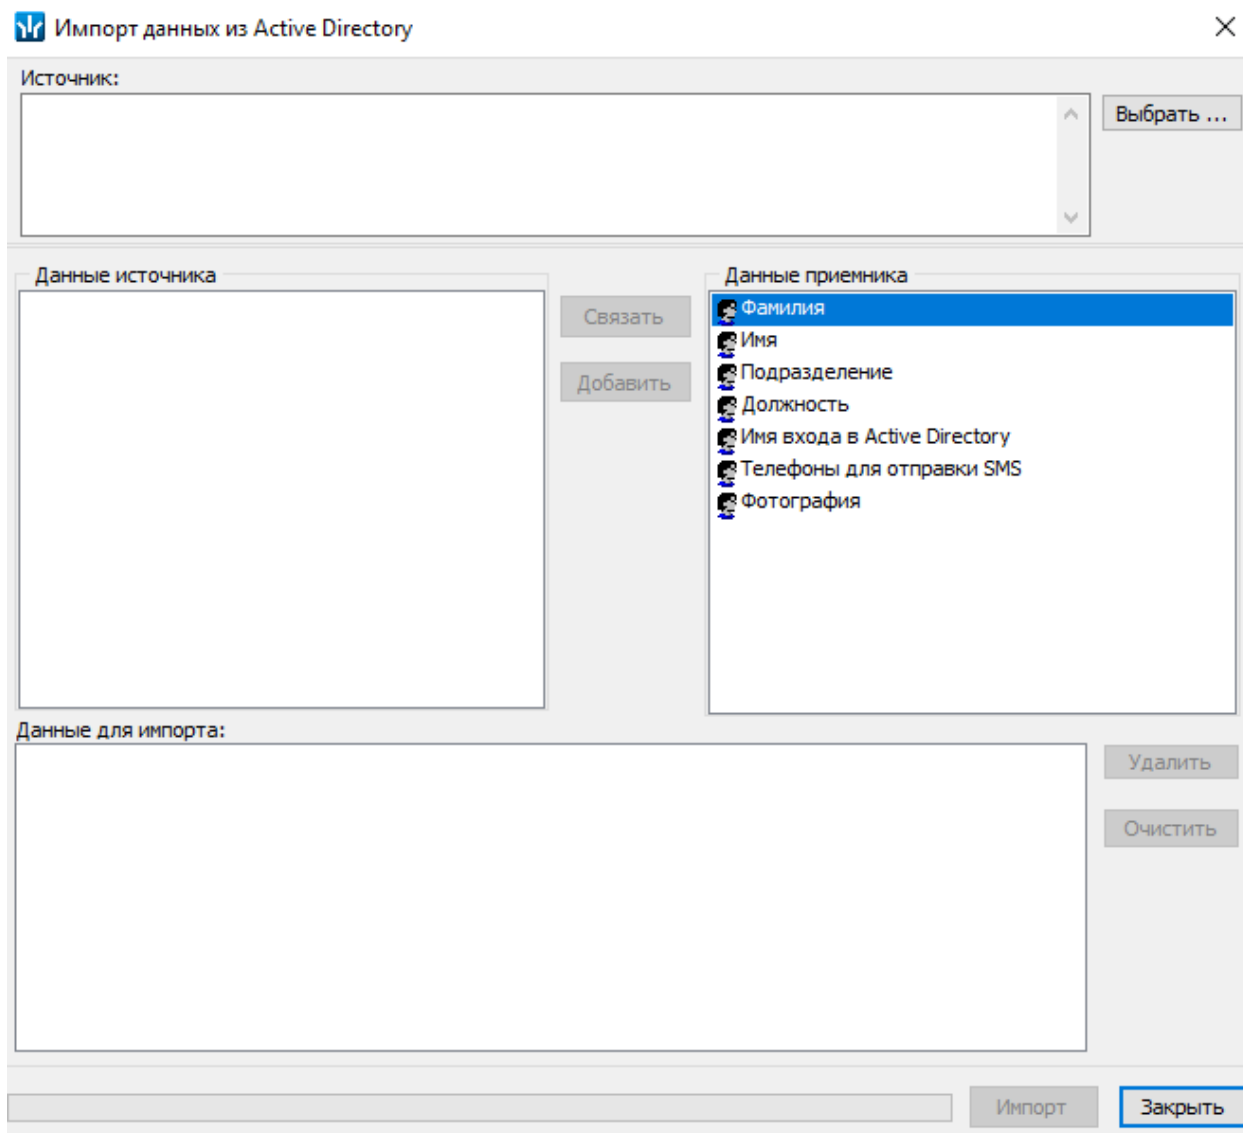 Импорт данных из Active Directory
Источник:
Выбрать ...
Данные источника
Связать
Добавить
Данные приемника
Фамилия
Имя
Подразделение
Должность
Имя входа в Active Directory
Телефоны для отправки SMS
Фотография
Данные для импорта:
Удалить
Очистить
Импорт
Закрыть